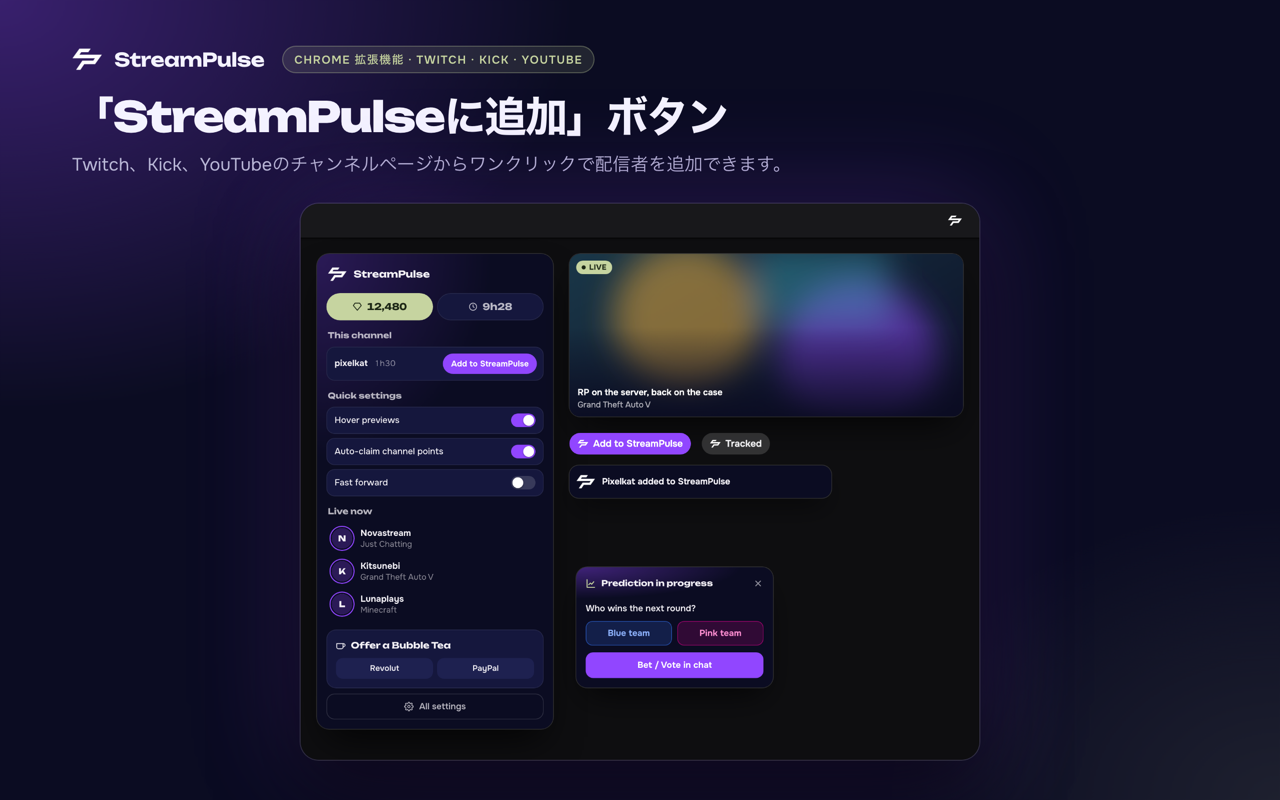 StreamPulse
CHROME 拡張機能 · TWITCH · KICK · YOUTUBE
「StreamPulseに追加」ボタン
Twitch、Kick、YouTubeのチャンネルページからワンクリックで配信者を追加できます。
StreamPulse
12,480
9h28
This channel
pixelkat 1h30
Add to StreamPulse
Quick settings
Hover previews
Auto-claim channel points
Fast forward
Live now
N
Novastream
Just Chatting
K
Kitsunebi
Grand Theft Auto V
L
Lunaplays
Minecraft
Offer a Bubble Tea
Revolut
PayPal
All settings
LIVE
RP on the server, back on the case
Grand Theft Auto V
Add to StreamPulse
Tracked
Pixelkat added to StreamPulse
Prediction in progress
Who wins the next round?
Blue team
Pink team
Bet / Vote in chat